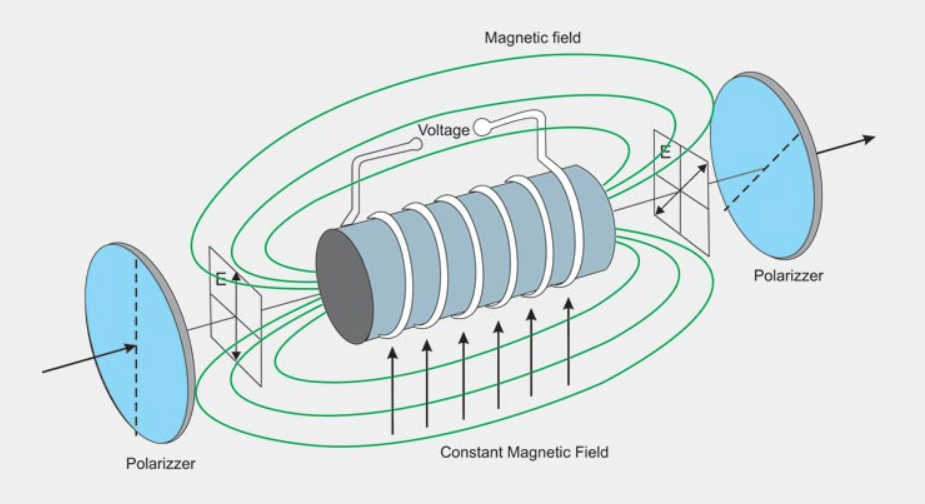 Magnetic field
Voltage
E
E
Polarizzer
Constant Magnetic Field
Polarizzer